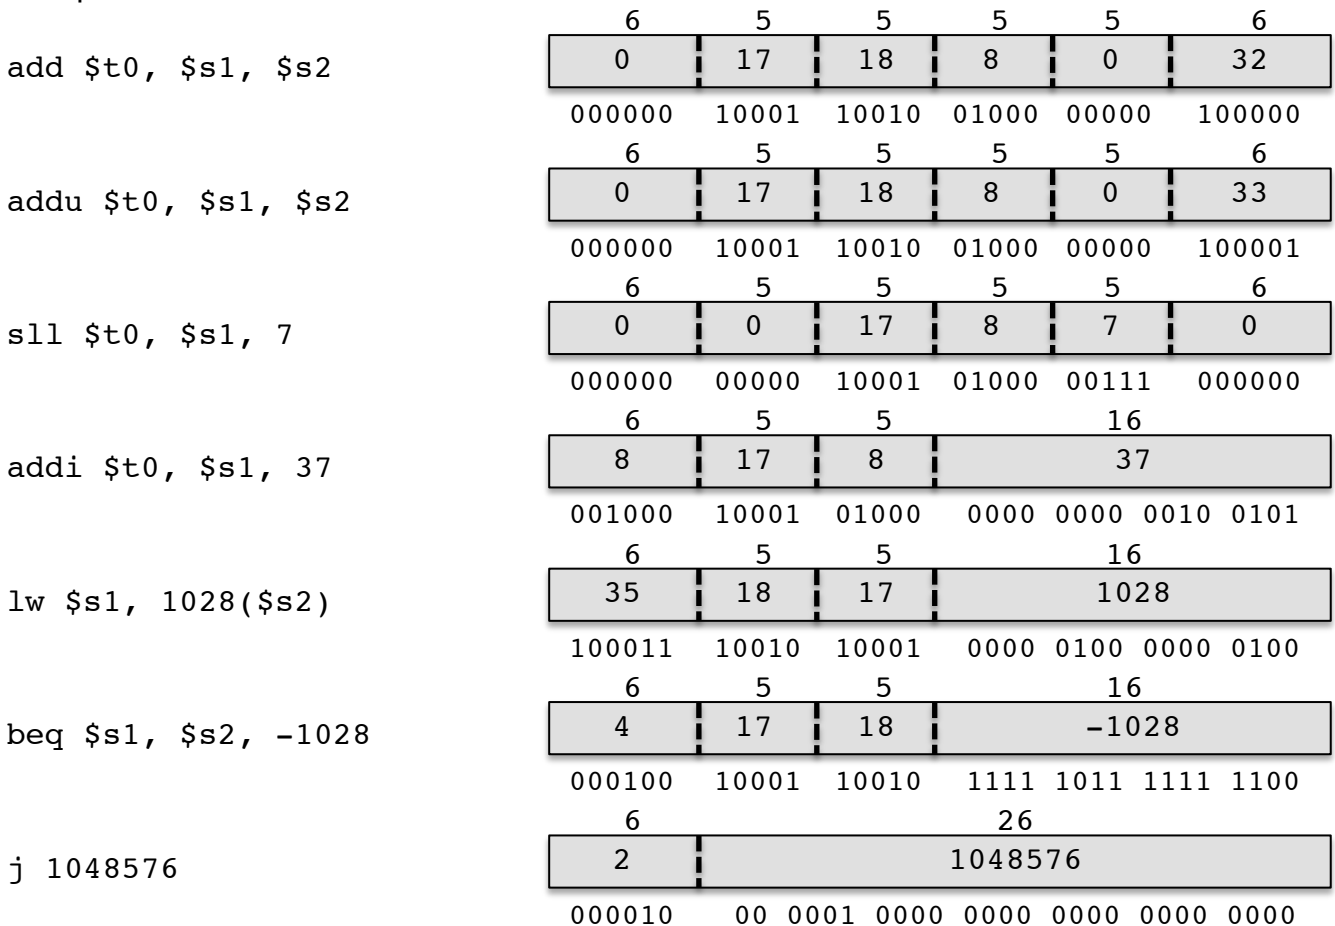 6 5 5 5 5 6
add $t0, $s1, $s2 0 17 18 8 0 32
000000 10001 10010 01000 00000 100000
6 5 5 5 5 6
addu $t0, $s1, $s2 0 17 18 8 0 33
000000 10001 10010 01000 00000 100001
6 5 5 5 5 6
sll $t0, $s1, 7 0 0 17 8 7 0
000000 00000 10001 01000 00111 000000
6 5 5 16
addi $t0, $s1, 37 8 17 8 37
001000 10001 01000 0000 0000 0010 0101
6 5 5 16
lw $s1, 1028($s2) 35 18 17 1028
100011 10010 10001 0000 0100 0000 0100
6 5 5 16
beq $s1, $s2, -1028 4 17 18 -1028
000100 10001 10010 1111 1011 1111 1100
6 26
j 1048576 2 1048576
000010 00 0001 0000 0000 0000 0000 0000